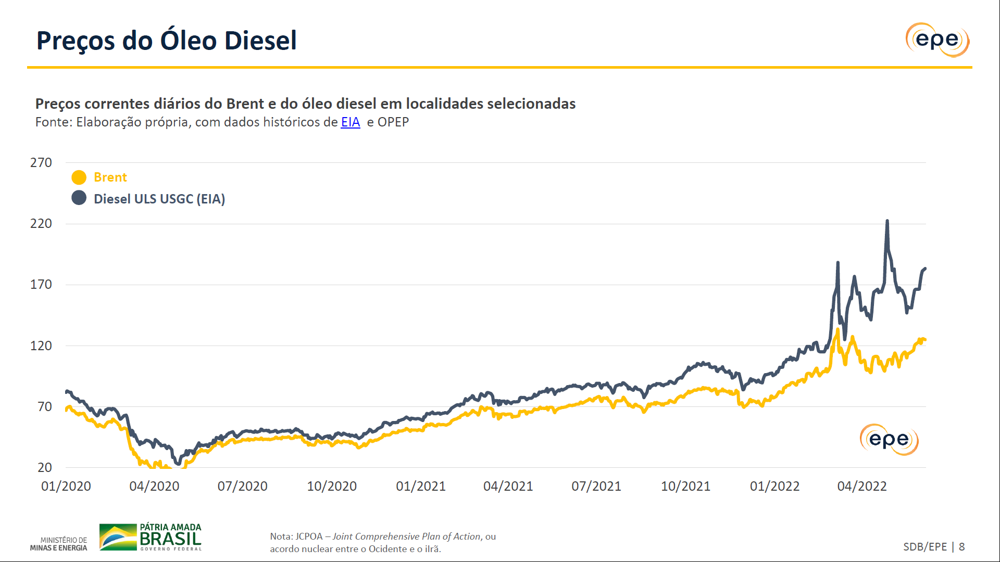 Preços do Óleo Diesel
epe
Preços correntes diários do Brent e do óleo diesel em localidades selecionadas
Fonte: Elaboração própria, com dados históricos de EIA e OPEP
270
Brent
Diesel ULS USGC (EIA)
220
170
120
70
epe
20
01/2020 04/2020 07/2020 10/2020 01/2021 04/2021 07/2021 10/2021 01/2022 04/2022
MINISTÉRIO DE
MINAS E ENERGIA
PÁTRIA AMADA
BRASIL
GOVERNO FEDERAL
Nota: JCPOA – Joint Comprehensive Plan of Action, ou
acordo nuclear entre o Ocidente e o iIrã.
SDB/EPE | 8